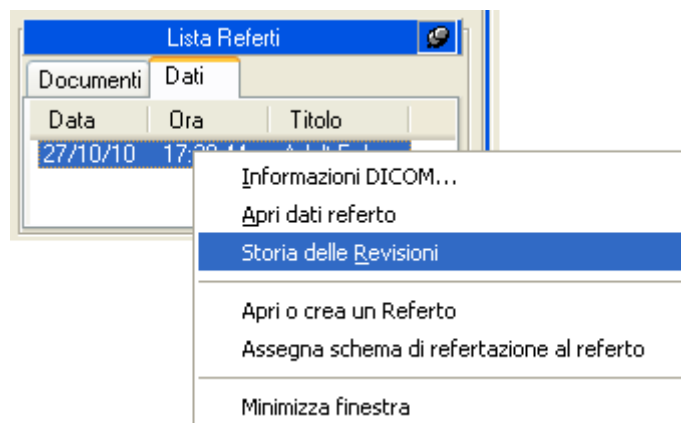 Lista Referti
Documenti Dati
Data Ora Titolo
27/10/10
Informazioni DICOM...
Apri dati referto
Storia delle Revisioni
Apri o crea un Referto
Assegna schema di refertazione al referto
Minimizza finestra